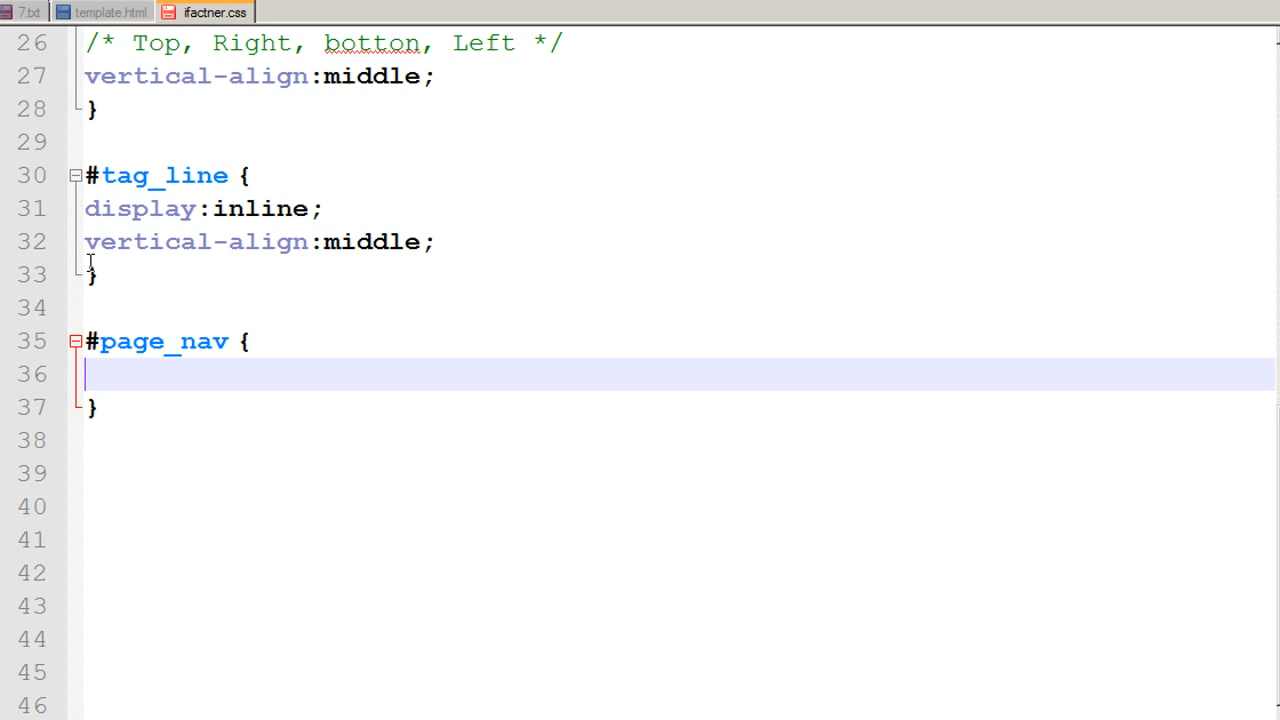 7.txt template.html ifactner.css
26 /* Top, Right, botton, Left */
27 vertical-align:middle;
28 }
29
30 #tag_line {
31 display:inline;
32 vertical-align:middle;
33 }
34
35 #page_nav {
36
37 }
38
39
40
41
42
43
44
45
46